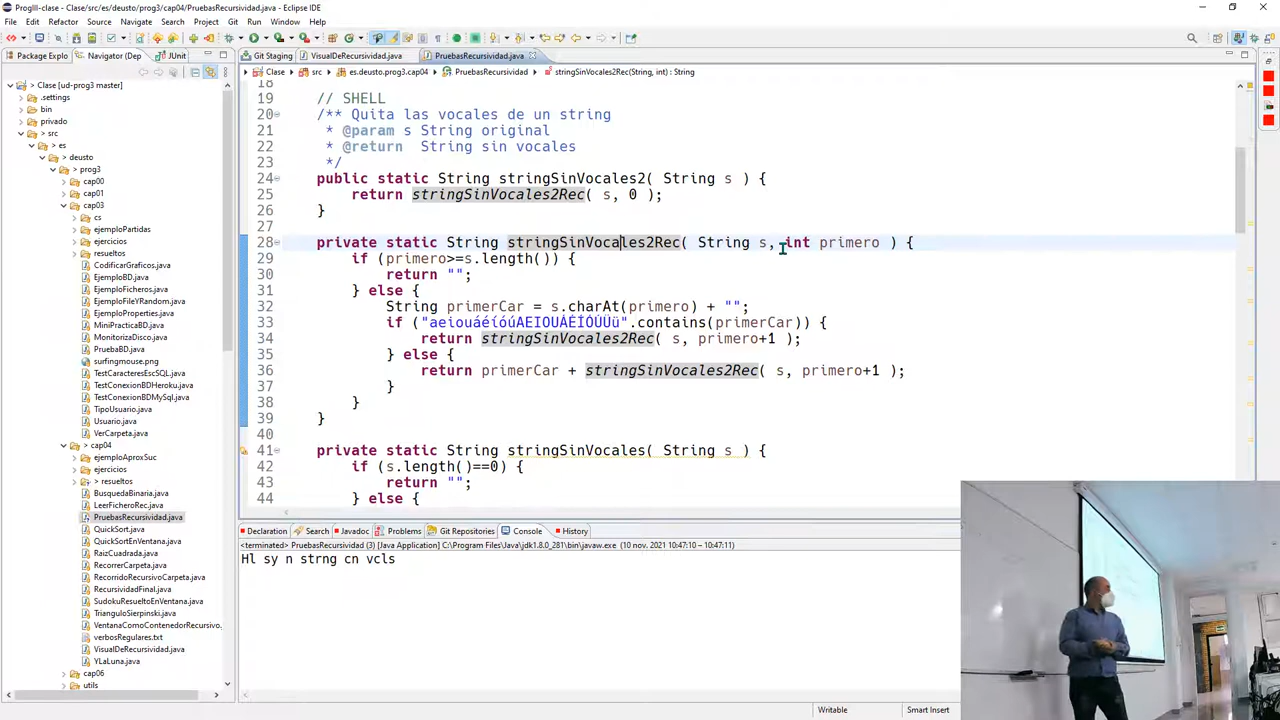 ProgIII-clase - Clase/src/es/deusto/prog3/cap04/PruebasRecursividad.java - Eclipse IDE
File Edit Refactor Source Navigate Search Project Git Run Window Help
Package Explo Navigator (Dep JUnit
Git Staging VisualDeRecursividad.java PruebasRecursividad.java
Clase src es.deusto.prog3.cap04 PruebasRecursividad stringSinVocales2Rec(String, int) : String
Clase [ud-prog3 master]
.settings
bin
privado
> src
> es
> deusto
> prog3
cap00
cap01
cap03
cs
ejemploPartidas
ejercicios
resueltos
CodificarGrafico.java
EjemploBD.java
EjemploFicheros.java
EjemploFileYRandom.java
EjemploProperties.java
MiniPracticaBD.java
MonitorizaDisco.java
PruebaBD.java
surfingmouse.png
TestCaracteresEscSQL.java
TestConexionBDHeroku.java
TestConexionBDMySql.java
TipoUsuario.java
Usuario.java
VerCarpeta.java
> cap04
ejemploAproxSuc
ejercicios
> resueltos
BusquedaBinaria.java
LeerFicheroRec.java
PruebasRecursividad.java
QuickSort.java
QuickSortEnVentana.java
RaizCuadrada.java
RecorrerCarpeta.java
RecorridoRecursivoCarpeta.java
RecursividadFinal.java
SudokuResueltoEnVentana.java
TrianguloSierpinski.java
VentanaComoContenedorRecursivo.
verbosRegulares.txt
VisualDeRecursividad.java
YLaLuna.java
cap06
utils
18
19 // SHELL
20 /** Quita las vocales de un string
21 * @param s String original
22 * @return String sin vocales
23 */
24 public static String stringSinVocales2( String s ) {
25 return stringSinVocales2Rec( s, 0 );
26 }
27
28 private static String stringSinVocales2Rec( String s, int primero ) {
29 if (primero>=s.length()) {
30 return "";
31 } else {
32 String primerCar = s.charAt(primero) + "";
33 if ("aeiouáéíóúAEIOUÁÉÍÓÚÜü".contains(primerCar)) {
34 return stringSinVocales2Rec( s, primero+1 );
35 } else {
36 return primerCar + stringSinVocales2Rec( s, primero+1 );
37 }
38 }
39 }
40
41 private static String stringSinVocales( String s ) {
42 if (s.length()==0) {
43 return "";
44 } else {
Declaration Search Javadoc Problems Git Repositories Console History
<terminated> PruebasRecursividad (3) [Java Application] C:\Program Files\Java\jdk1.8.0_281\bin\javaw.exe (10 nov. 2021 10:47:10 – 10:47:11)
Hl sy n strng cn vcls
Writable Smart Insert